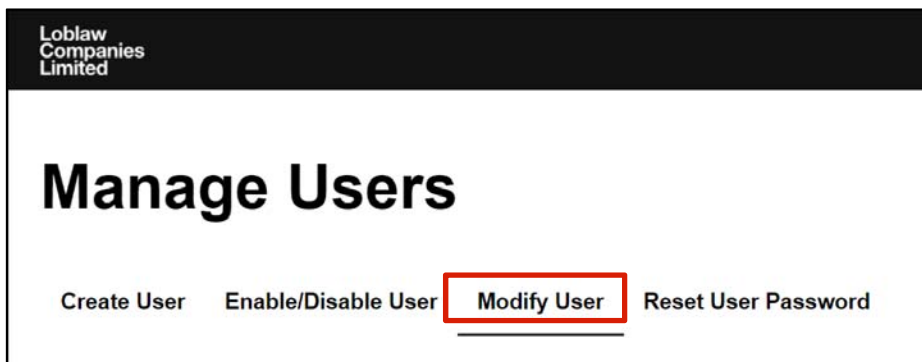 Loblaw
Companies
Limited
Manage Users
Create User Enable/Disable User Modify User Reset User Password